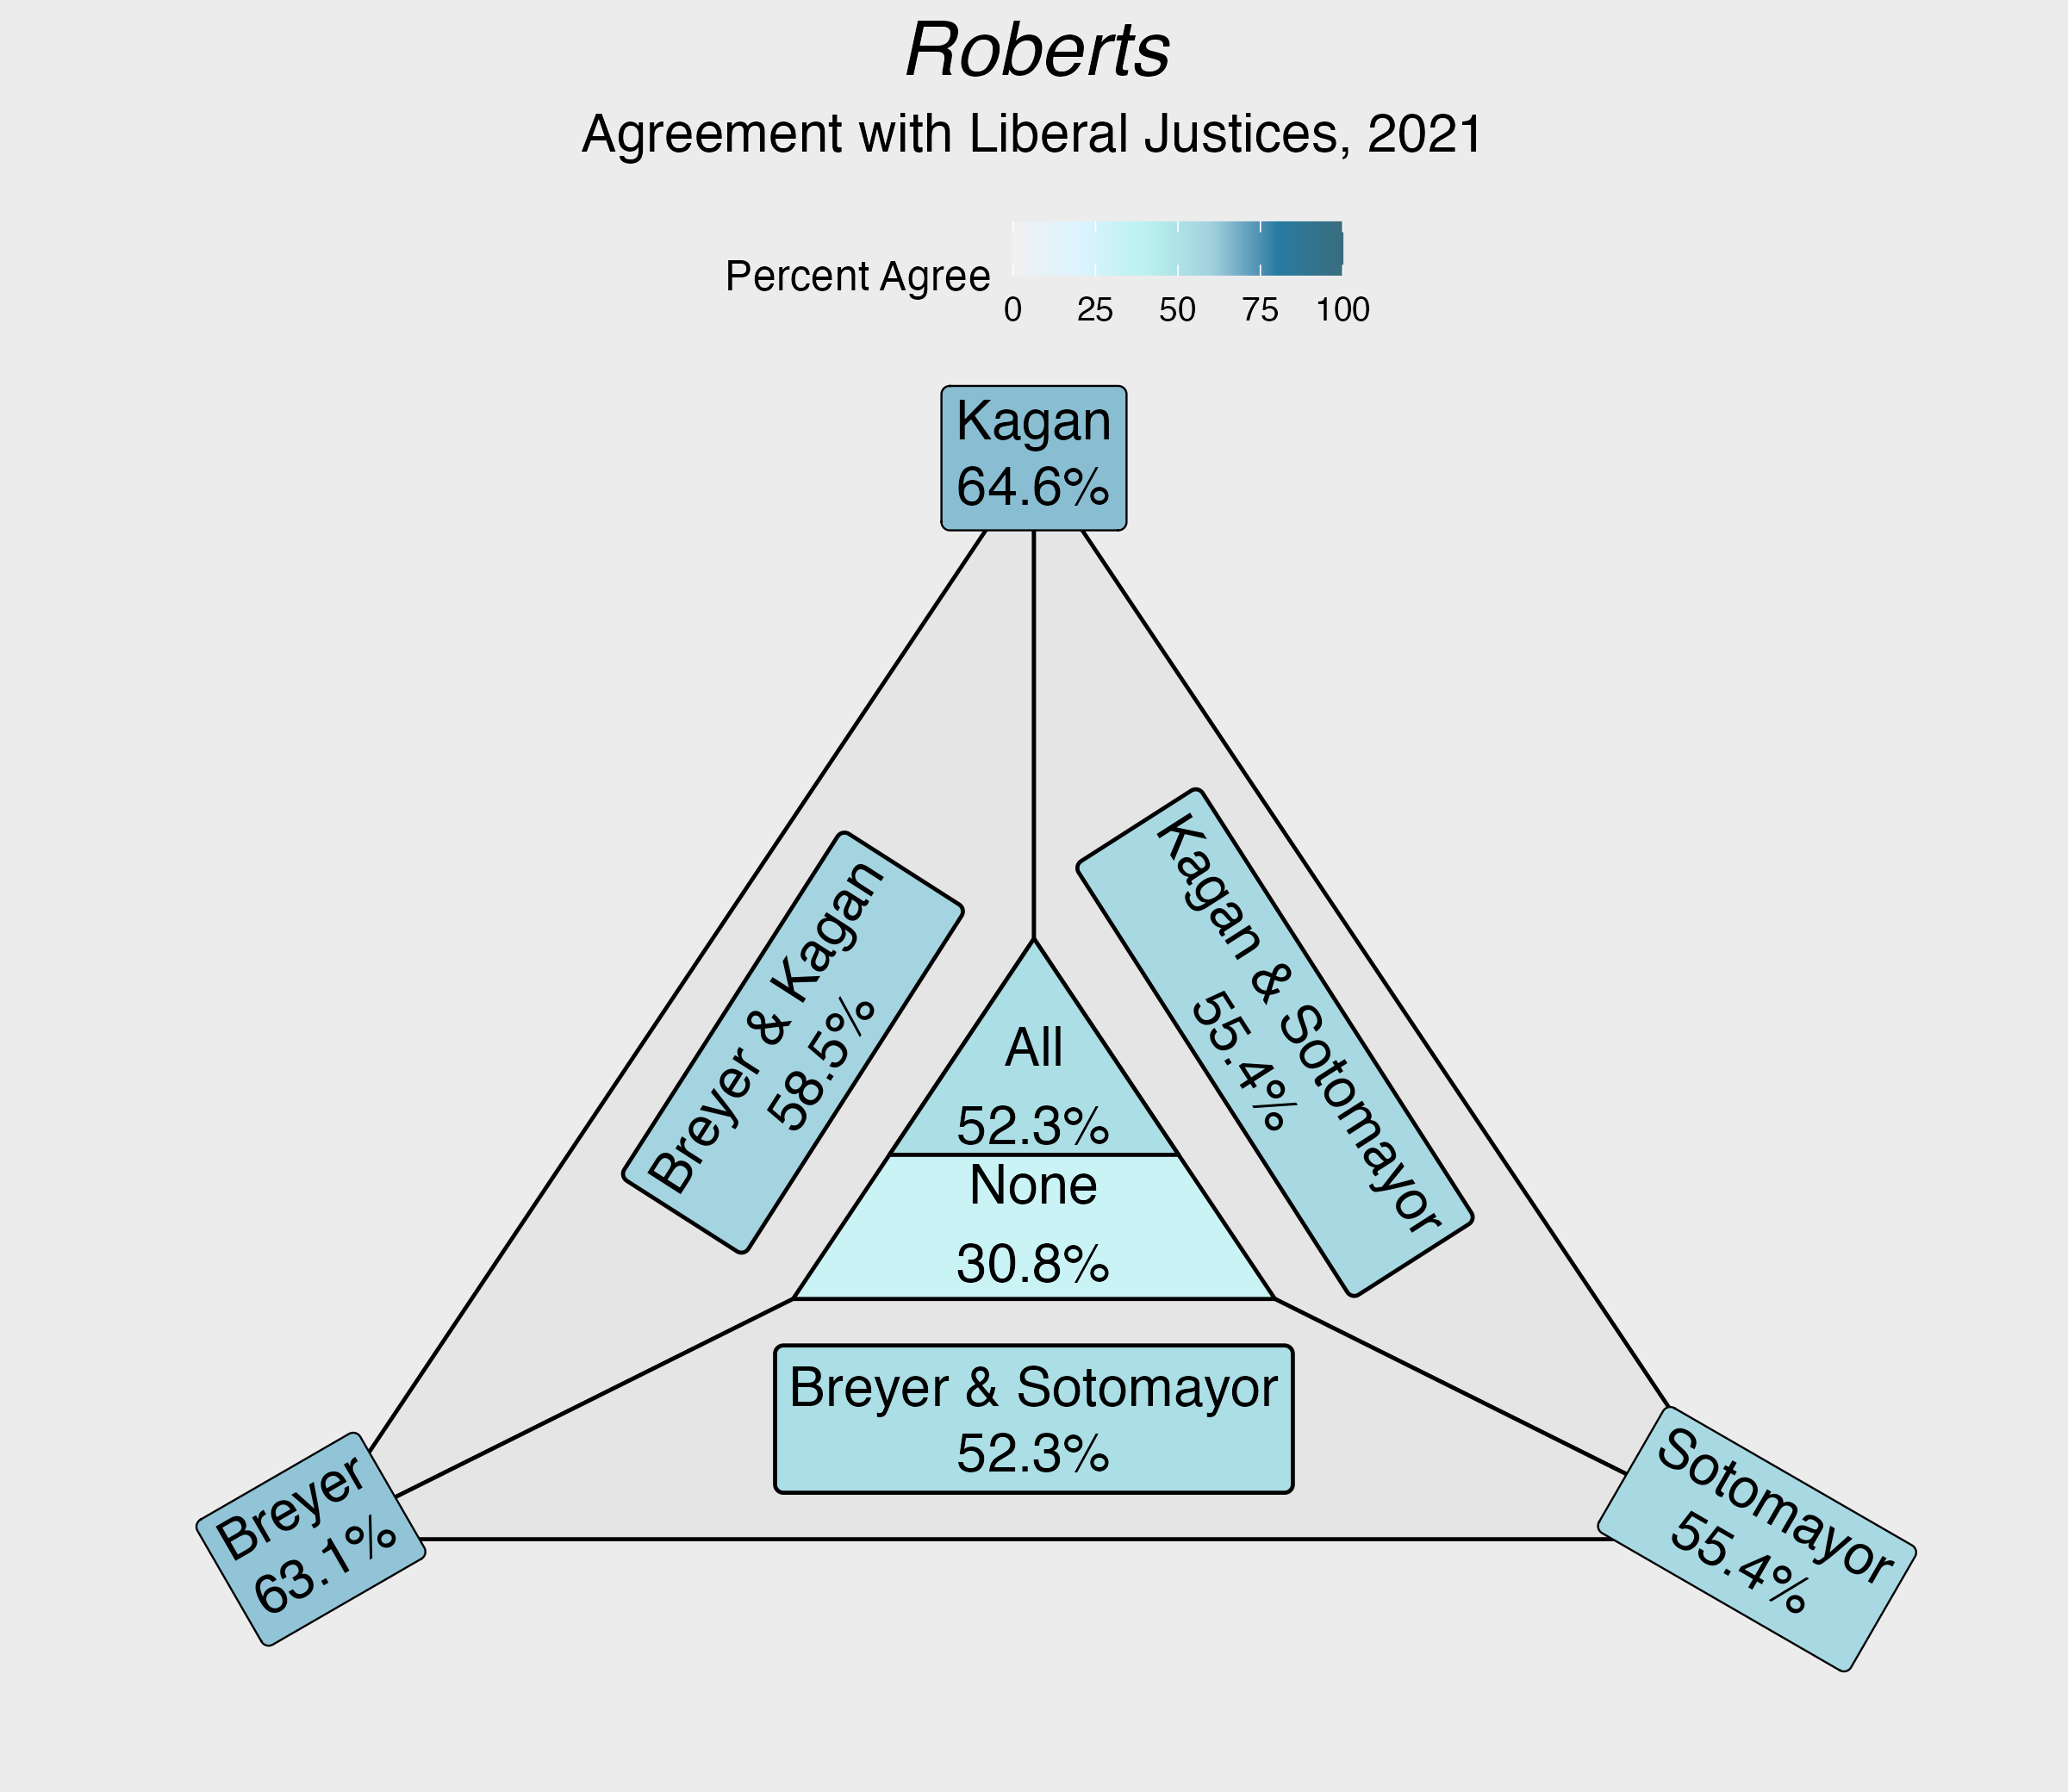 Roberts
Agreement with Liberal Justices, 2021
Percent Agree
0 25 50 75 100
Kagan
64.6%
Breyer & Kagan
58.5%
Kagan & Sotomayor
55.4%
All
52.3%
None
30.8%
Breyer & Sotomayor
52.3%
Breyer
63.1%
Sotomayor
55.4%